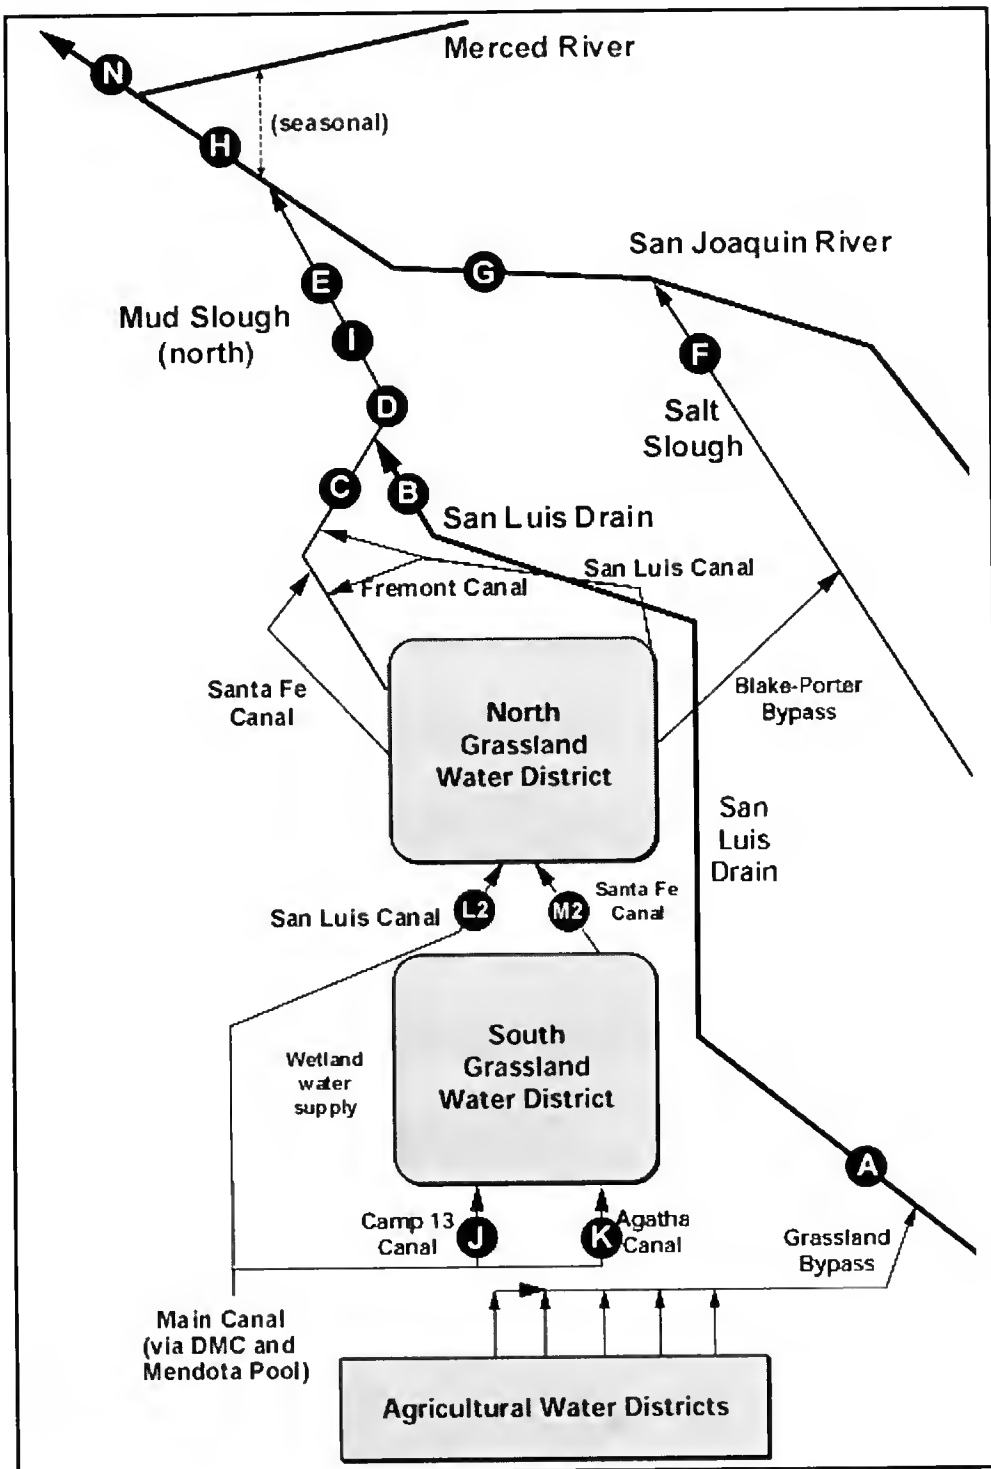 Merced River
N
(seasonal)
H
San Joaquin River
G
E
Mud Slough
(north)
I
F
D
Salt
Slough
C
B
San Luis Drain
San Luis Canal
Fremont Canal
Santa Fe
Canal
North
Grassland
Water District
Blake-Porter
Bypass
San
Luis
Drain
San Luis Canal
L2
M2
Santa Fe
Canal
Wetland
water
supply
South
Grassland
Water District
A
Camp 13
Canal
J
K
Agatha
Canal
Grassland
Bypass
Main Canal
(via DMC and
Mendota Pool)
Agricultural Water Districts